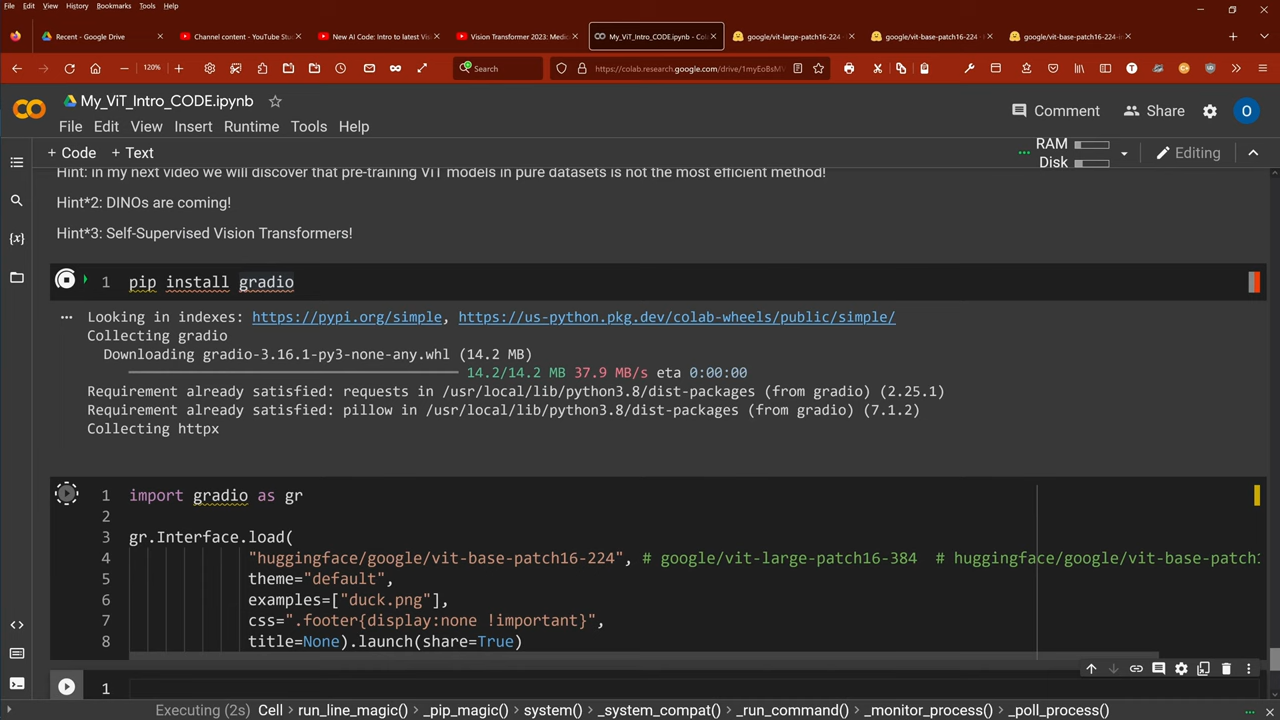 File Edit View History Bookmarks Tools Help
Recent - Google Drive
Channel content - YouTube Stu
New AI Code: Intro to latest Vis
Vision Transformer 2023: Medic
My_ViT_Intro_CODE.ipynb - Col
google/vit-large-patch16-224
google/vit-base-patch16-224
google/vit-base-patch16-224-i
120%
Search
https://colab.research.google.com/drive/1myEoBsM
My_ViT_Intro_CODE.ipynb
Comment Share O
File Edit View Insert Runtime Tools Help
+ Code + Text
RAM
Disk
Editing
Hint: in my next video we will discover that pre-training ViT models in pure datasets is not the most efficient method!
Hint*2: DINOs are coming!
Hint*3: Self-Supervised Vision Transformers!
1 pip install gradio
Looking in indexes: https://pypi.org/simple, https://us-python.pkg.dev/colab-wheels/public/simple/
Collecting gradio
Downloading gradio-3.16.1-py3-none-any.whl (14.2 MB)
14.2/14.2 MB 37.9 MB/s eta 0:00:00
Requirement already satisfied: requests in /usr/local/lib/python3.8/dist-packages (from gradio) (2.25.1)
Requirement already satisfied: pillow in /usr/local/lib/python3.8/dist-packages (from gradio) (7.1.2)
Collecting httpx
1 import gradio as gr
2
3 gr.Interface.load(
4 "huggingface/google/vit-base-patch16-224", # google/vit-large-patch16-384 # huggingface/google/vit-base-patch1
5 theme="default",
6 examples=["duck.png"],
7 css=".footer{display:none !important}",
8 title=None).launch(share=True)
1
Executing (2s) Cell run_line_magic() _pip_magic() system() _system_compat() _run_command() _monitor_process() _poll_process()